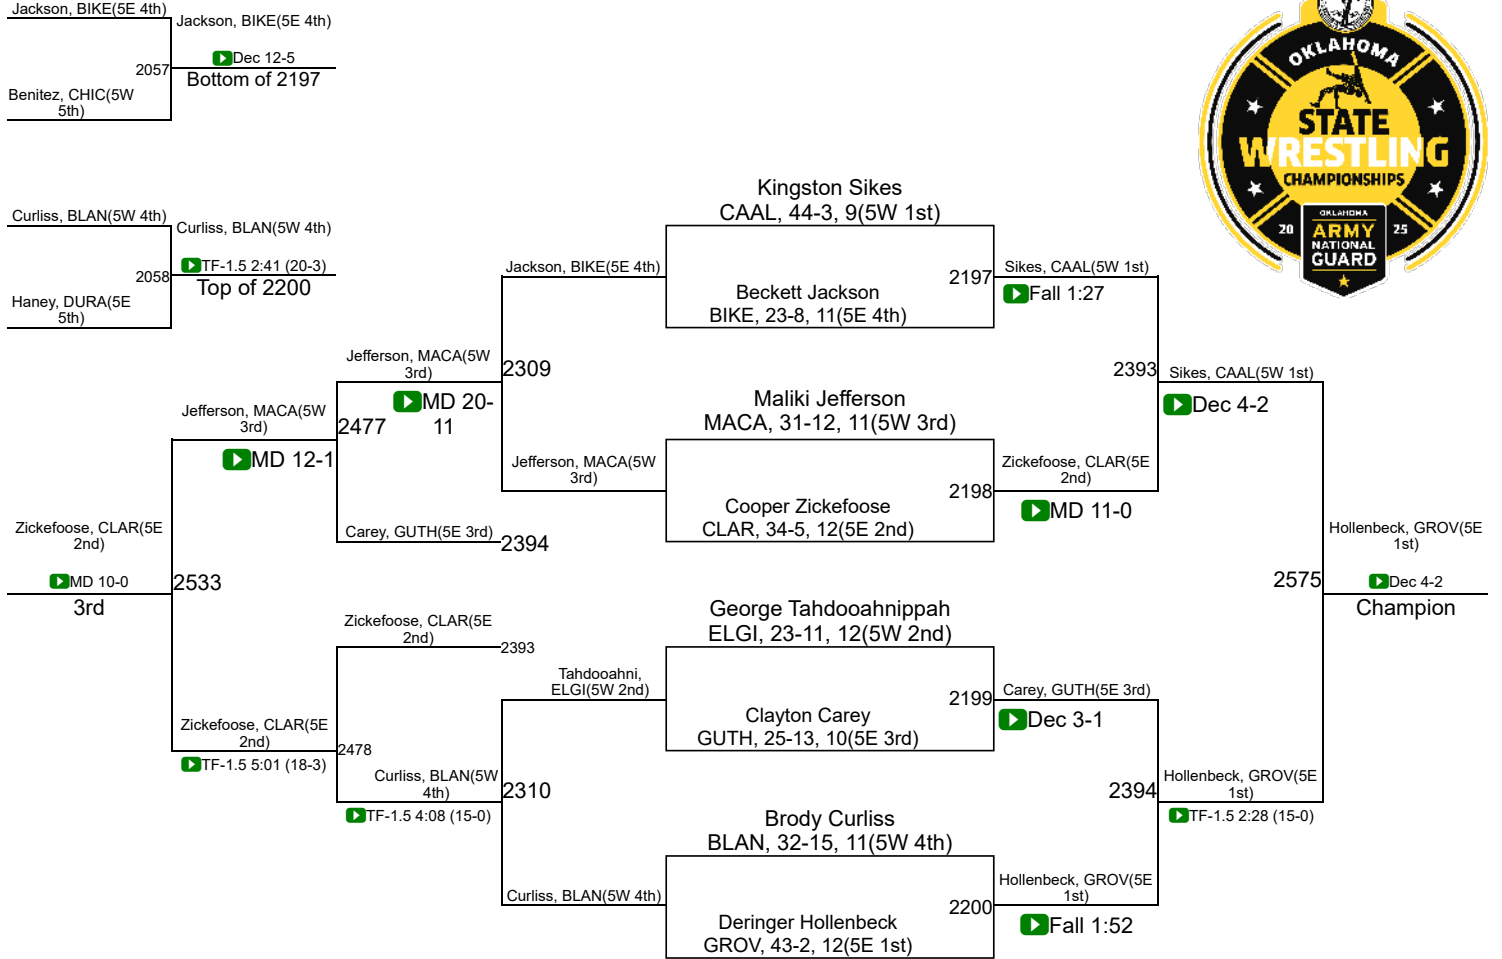 Jackson, BIKE(5E 4th)
Jackson, BIKE(5E 4th)
Dec 12-5
2057
Bottom of 2197
Benitez, CHIC(5W
5th)
Curliss, BLAN(5W 4th)
Curliss, BLAN(5W 4th)
TF-1.5 2:41 (20-3)
2058
Top of 2200
Haney, DURA(5E
5th)
OKLAHOMA
STATE
WRESTLING
CHAMPIONSHIPS
OKLAHOMA
20
ARMY
25
NATIONAL
GUARD
Kingston Sikes
CAAL, 44-3, 9(5W 1st)
Jackson, BIKE(5E 4th)
2197
Sikes, CAAL(5W 1st)
Beckett Jackson
BIKE, 23-8, 11(5E 4th)
Fall 1:27
Jefferson, MACA(5W
3rd)
2309
MD 20-
11
2393
Sikes, CAAL(5W 1st)
Dec 4-2
Maliki Jefferson
MACA, 31-12, 11(5W 3rd)
Jefferson, MACA(5W
3rd)
2477
MD 12-1
Jefferson, MACA(5W
3rd)
2198
Zickefoose, CLAR(5E
2nd)
Cooper Zickefoose
CLAR, 34-5, 12(5E 2nd)
MD 11-0
Carey, GUTH(5E 3rd)
2394
Zickefoose, CLAR(5E
2nd)
MD 10-0
3rd
2533
2575
Hollenbeck, GROV(5E
1st)
Dec 4-2
Champion
George Tahdooahnippah
ELGI, 23-11, 12(5W 2nd)
Zickefoose, CLAR(5E
2nd)
2393
Tahdooahni,
ELGI(5W 2nd)
2199
Carey, GUTH(5E 3rd)
Clayton Carey
GUTH, 25-13, 10(5E 3rd)
Dec 3-1
Zickefoose, CLAR(5E
2nd)
2478
TF-1.5 5:01 (18-3)
Curliss, BLAN(5W
4th)
2310
TF-1.5 4:08 (15-0)
2394
Hollenbeck, GROV(5E
1st)
TF-1.5 2:28 (15-0)
Brody Curliss
BLAN, 32-15, 11(5W 4th)
Curliss, BLAN(5W 4th)
2200
Hollenbeck, GROV(5E
1st)
Deringer Hollenbeck
GROV, 43-2, 12(5E 1st)
Fall 1:52